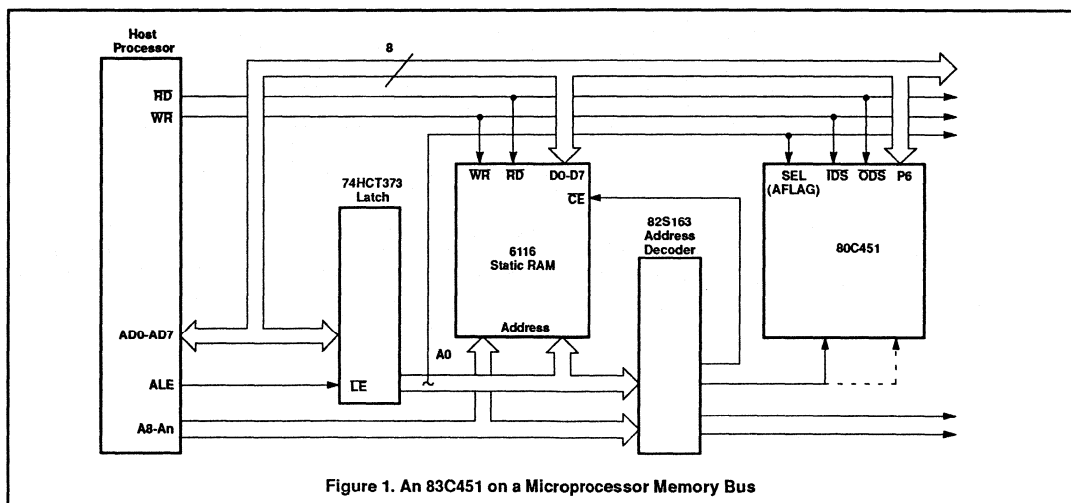 Host
Processor
8
RD
WR
74HCT373
Latch
LE
AD0-AD7
ALE
A8-An
A0
WR RD D0-D7
CE
6116
Static RAM
Address
82S163
Address
Decoder
SEL
(AFLAG)
IDS ODS P6
80C451
Figure 1. An 83C451 on a Microprocessor Memory Bus